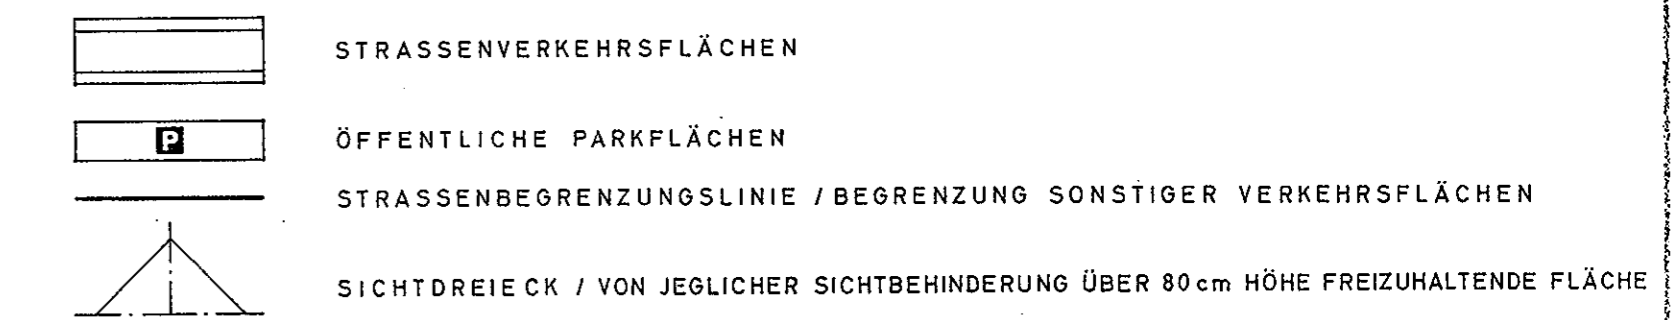 STRASSENVERKEHRSFLÄCHEN
P
ÖFFENTLICHE PARKFLÄCHEN
STRASSENBEGRENZUNGSLINIE / BEGRENZUNG SONSTIGER VERKEHRSFLÄCHEN
SICHTDREIECK / VON JEGLICHER SICHTBEHINDERUNG ÜBER 80 cm HÖHE FREIZUHALTENDE FLÄCHE